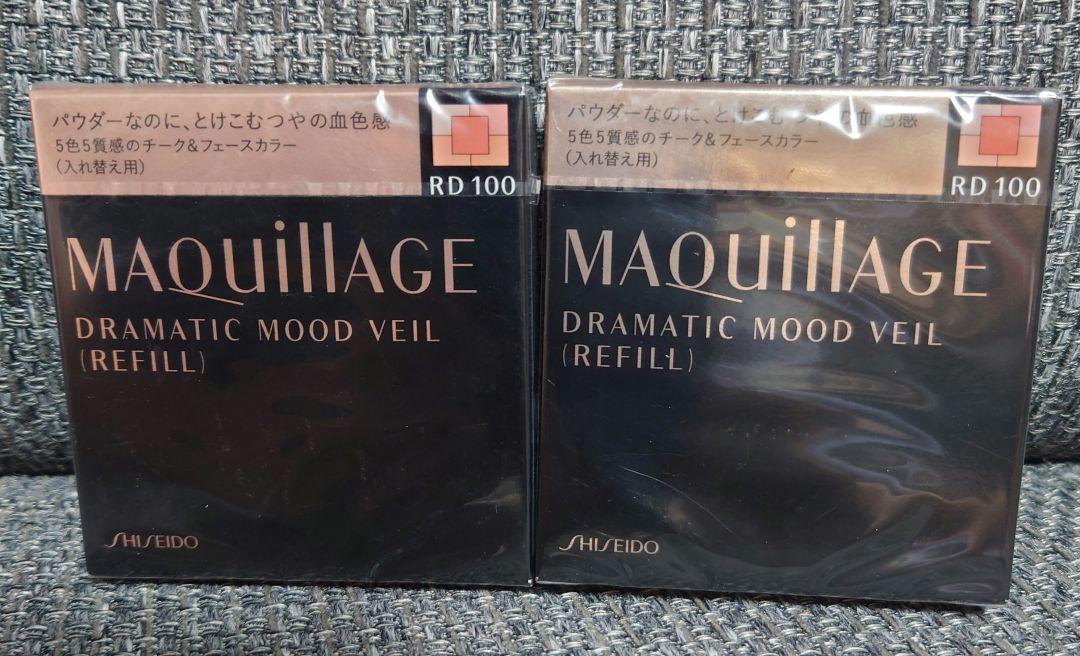 パウダーなのに、とけこむつやの血色感
5色5質感のチーク&フェースカラー
(入れ替え用)
RD 100
MAQuillAGE
DRAMATIC MOOD VEIL
(REFILL)
SHISEIDO
パウダーなのに、とけこむつやの血色感
5色5質感のチーク&フェースカラー
(入れ替え用)
RD 100
MAQuillAGE
DRAMATIC MOOD VEIL
(REFILL)
SHISEIDO